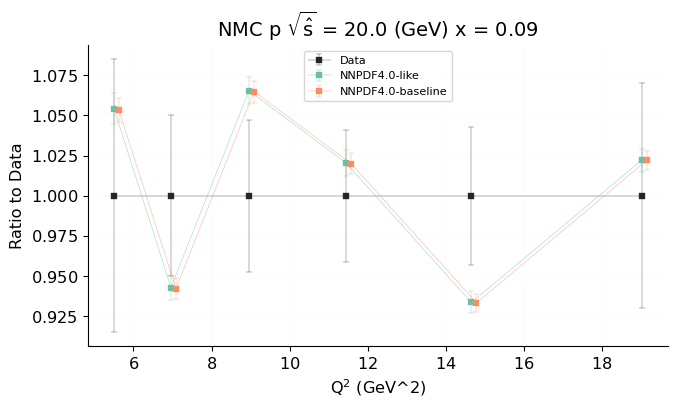 NMC p √ŝ = 20.0 (GeV) x = 0.09
Data
NNPDF4.0-like
NNPDF4.0-baseline
Ratio to Data
1.075
1.050
1.025
1.000
0.975
0.950
0.925
6 8 10 12 14 16 18
Q² (GeV^2)